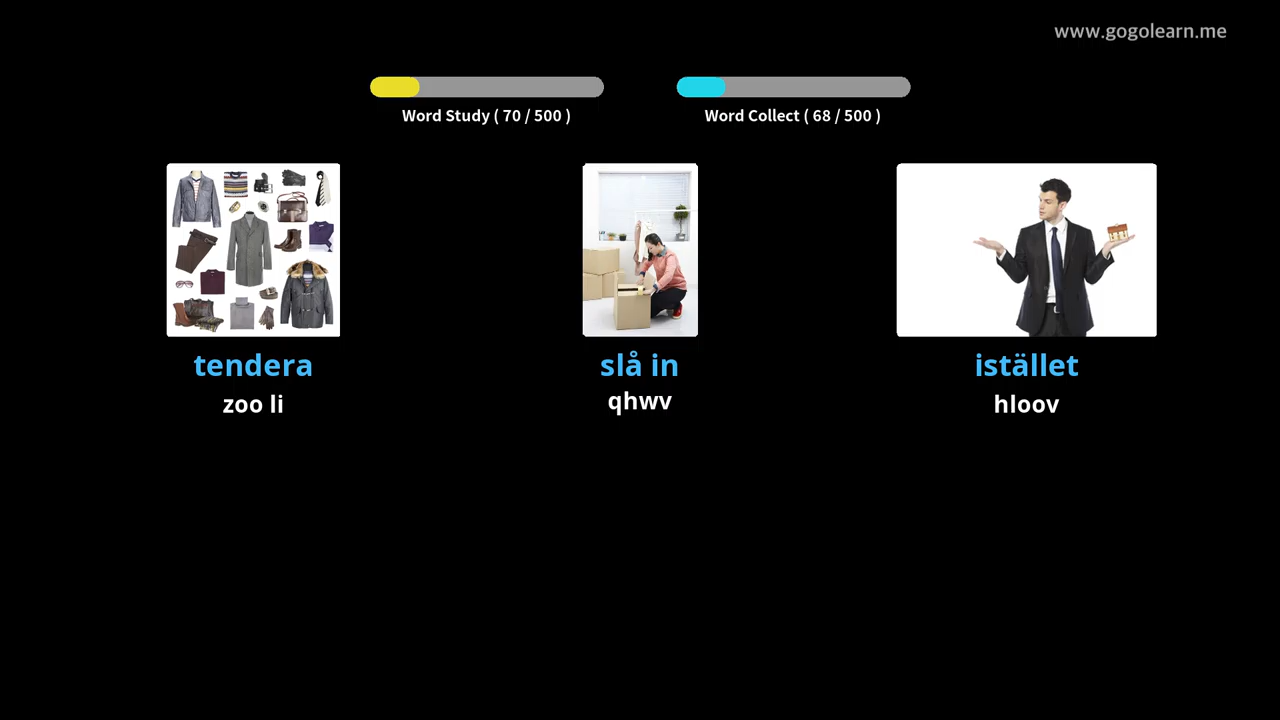 www.gogolearn.me
Word Study ( 70 / 500 )
Word Collect ( 68 / 500 )
tendera
slå in
istället
zoo li
qhwv
hloov